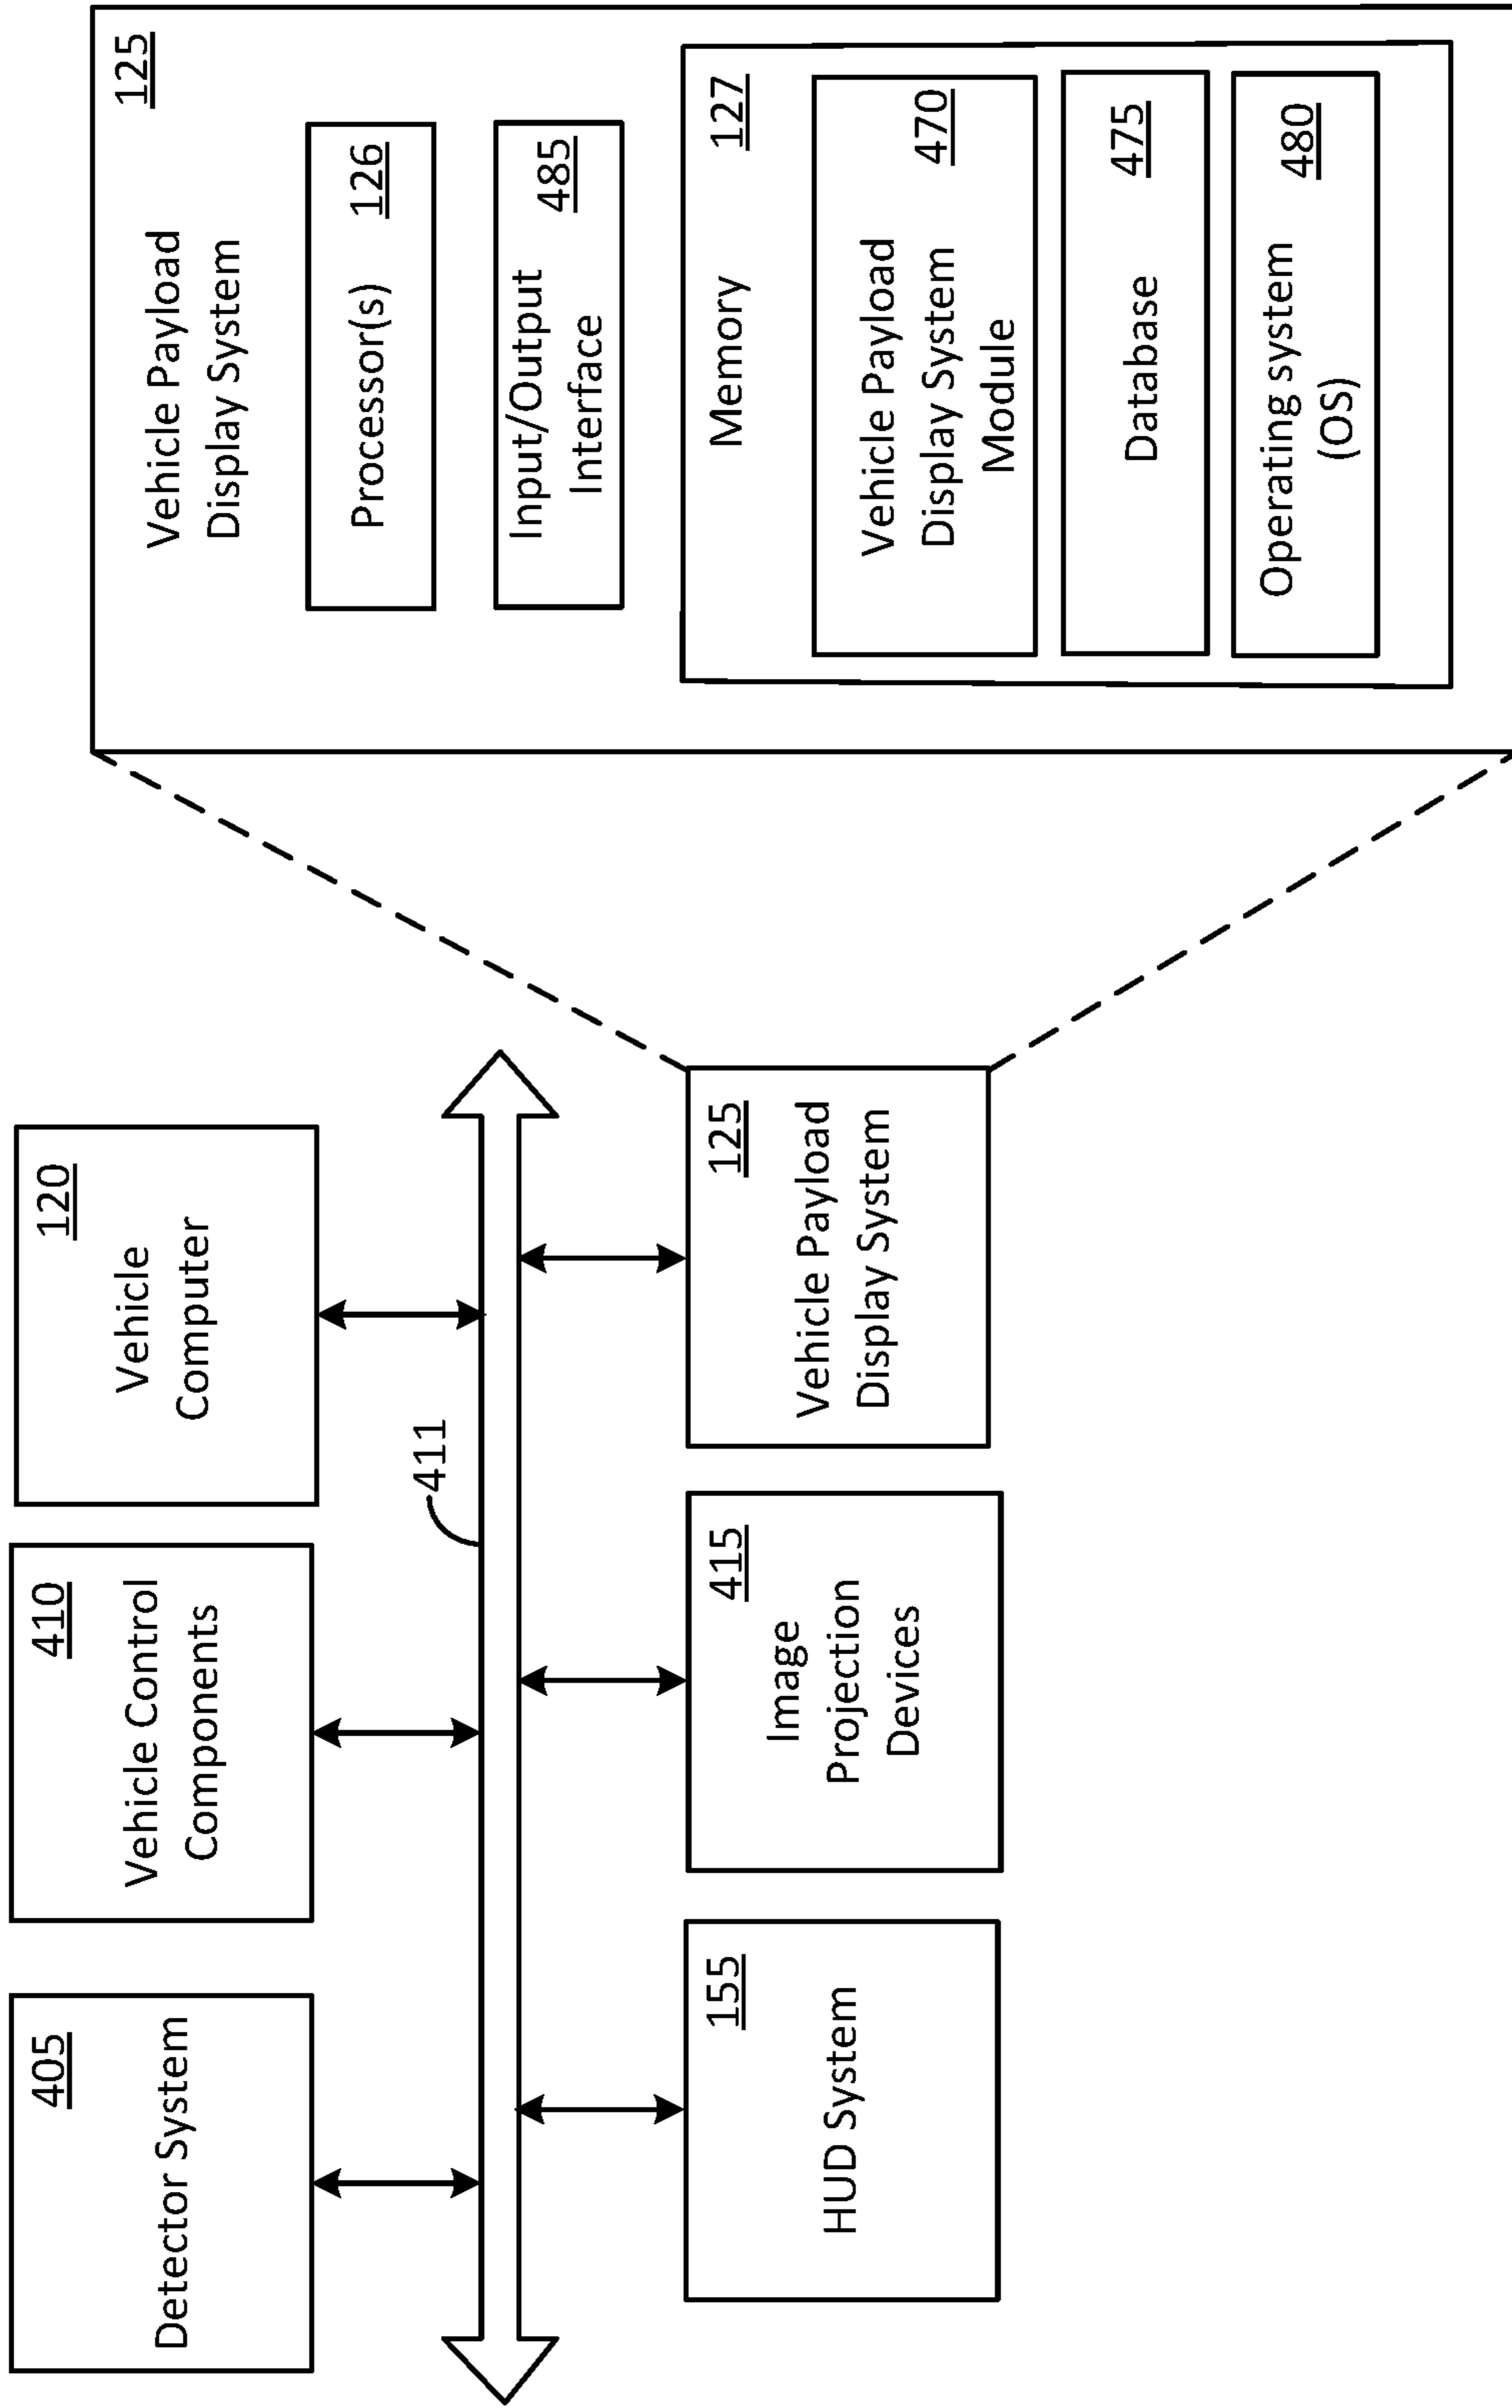 405
Detector System
410
Vehicle Control
Components
120
Vehicle
Computer
411
155
HUD System
415
Image
Projection
Devices
125
Vehicle Payload
Display System
125
Vehicle Payload
Display System
126
Processor(s)
485
Input/Output
Interface
127
Memory
470
Vehicle Payload
Display System
Module
475
Database
480
Operating system
(OS)